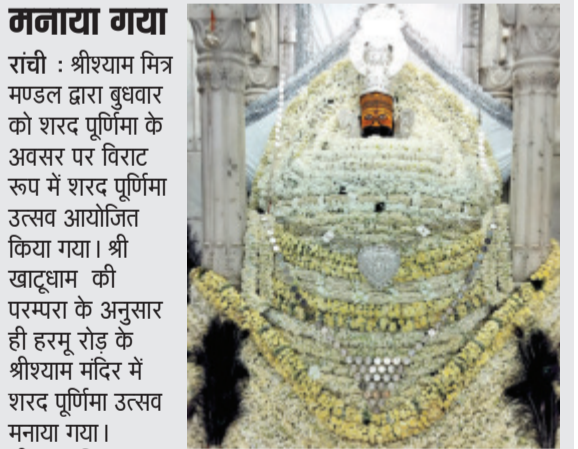 मनाया गया
रांची : श्रीश्याम मित्र
मण्डल द्वारा बुधवार
को शरद पूर्णिमा के
अवसर पर विराट
रूप में शरद पूर्णिमा
उत्सव आयोजित
किया गया। श्री
खाटूधाम की
परम्परा के अनुसार
ही हरमू रोड़ के
श्रीश्याम मंदिर में
शरद पूर्णिमा उत्सव
मनाया गया।